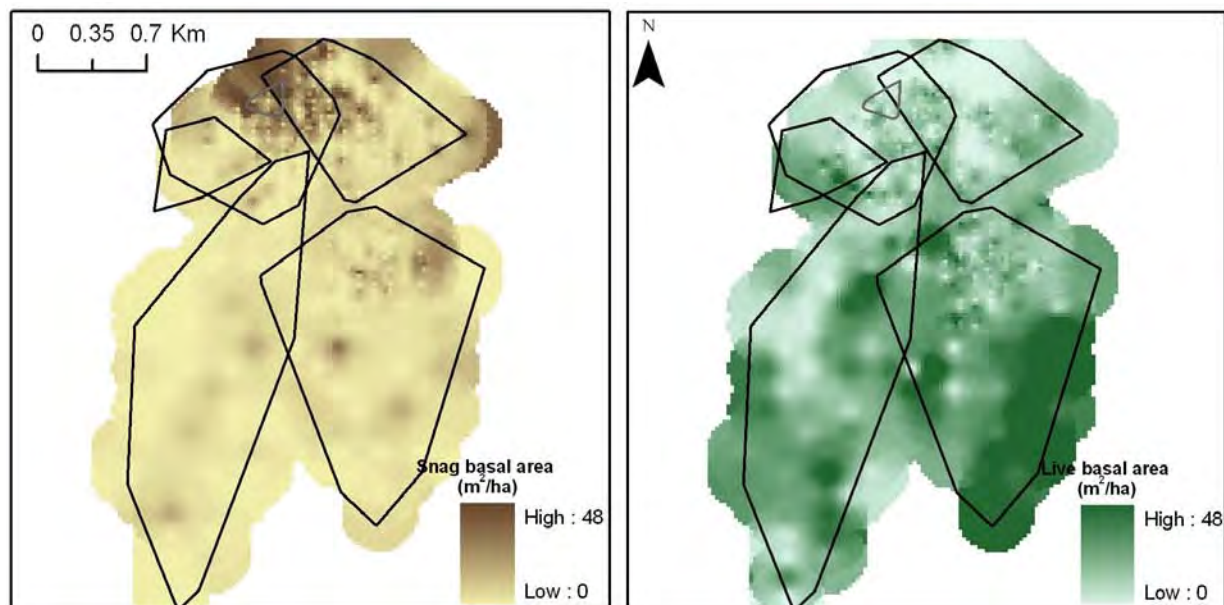 0 0.35 0.7 Km
Snag basal area
(m²/ha)
High : 48
Low : 0
N
Live basal area
(m²/ha)
High : 48
Low : 0